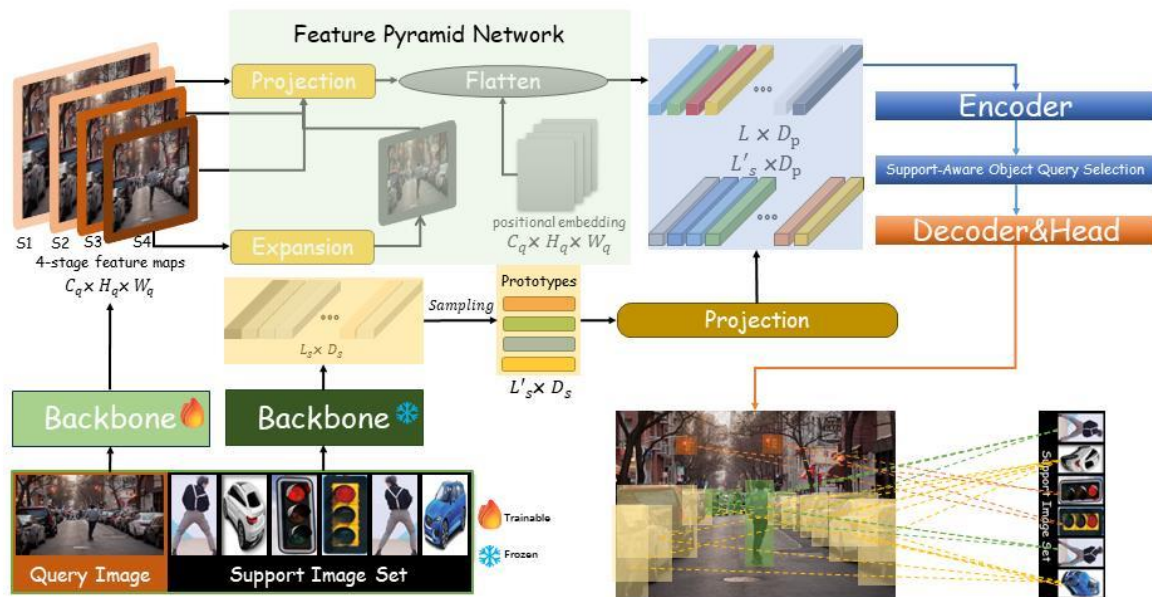 Feature Pyramid Network
Projection
Flatten
Expansion
positional embedding
C_q × H_q × W_q
S1
S2
S3
S4
4-stage feature maps
C_q × H_q × W_q
L × D_p
L'_s × D_p
Encoder
Support-Aware Object Query Selection
Decoder&Head
L_s × D_s
Sampling
Prototypes
L'_s × D_s
Projection
Backbone
Backbone
Query Image
Support Image Set
Trainable
Frozen
Support Image Set